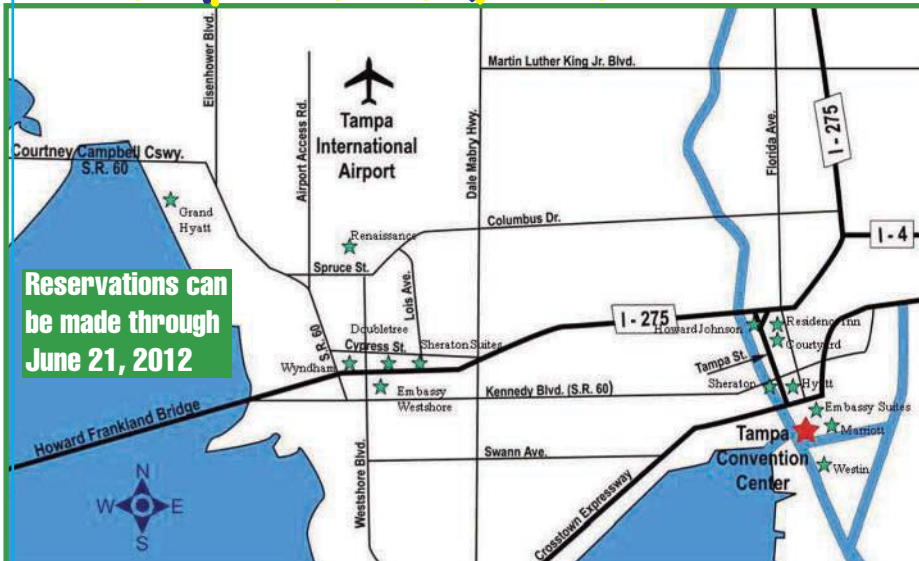 Eisenhower Blvd.
Airport Access Rd.
Tampa
International
Airport
Dale Mabry Hwy.
Martin Luther King Jr. Blvd.
Florida Ave.
I - 275
Courtney Campbell Cswy.
S.R. 60
Grand
Hyatt
Renaissance
Columbus Dr.
I - 4
Spruce St.
Lois Ave.
Reservations can
be made through
June 21, 2012
S.R. 60
Doubletree
Cypress St.
Sheraton Suites
Wyndham
Embassy
Westshore
I - 275
Howard Johnson
Residence Inn
Courtyard
Tampa St.
Sheraton
Hyatt
Kennedy Blvd. (S.R. 60)
Embassy Suites
Marriott
Tampa
Convention
Center
Westin
Howard Frankland Bridge
Westshore Blvd.
Swann Ave.
Crosstown Expressway
N
W
E
S